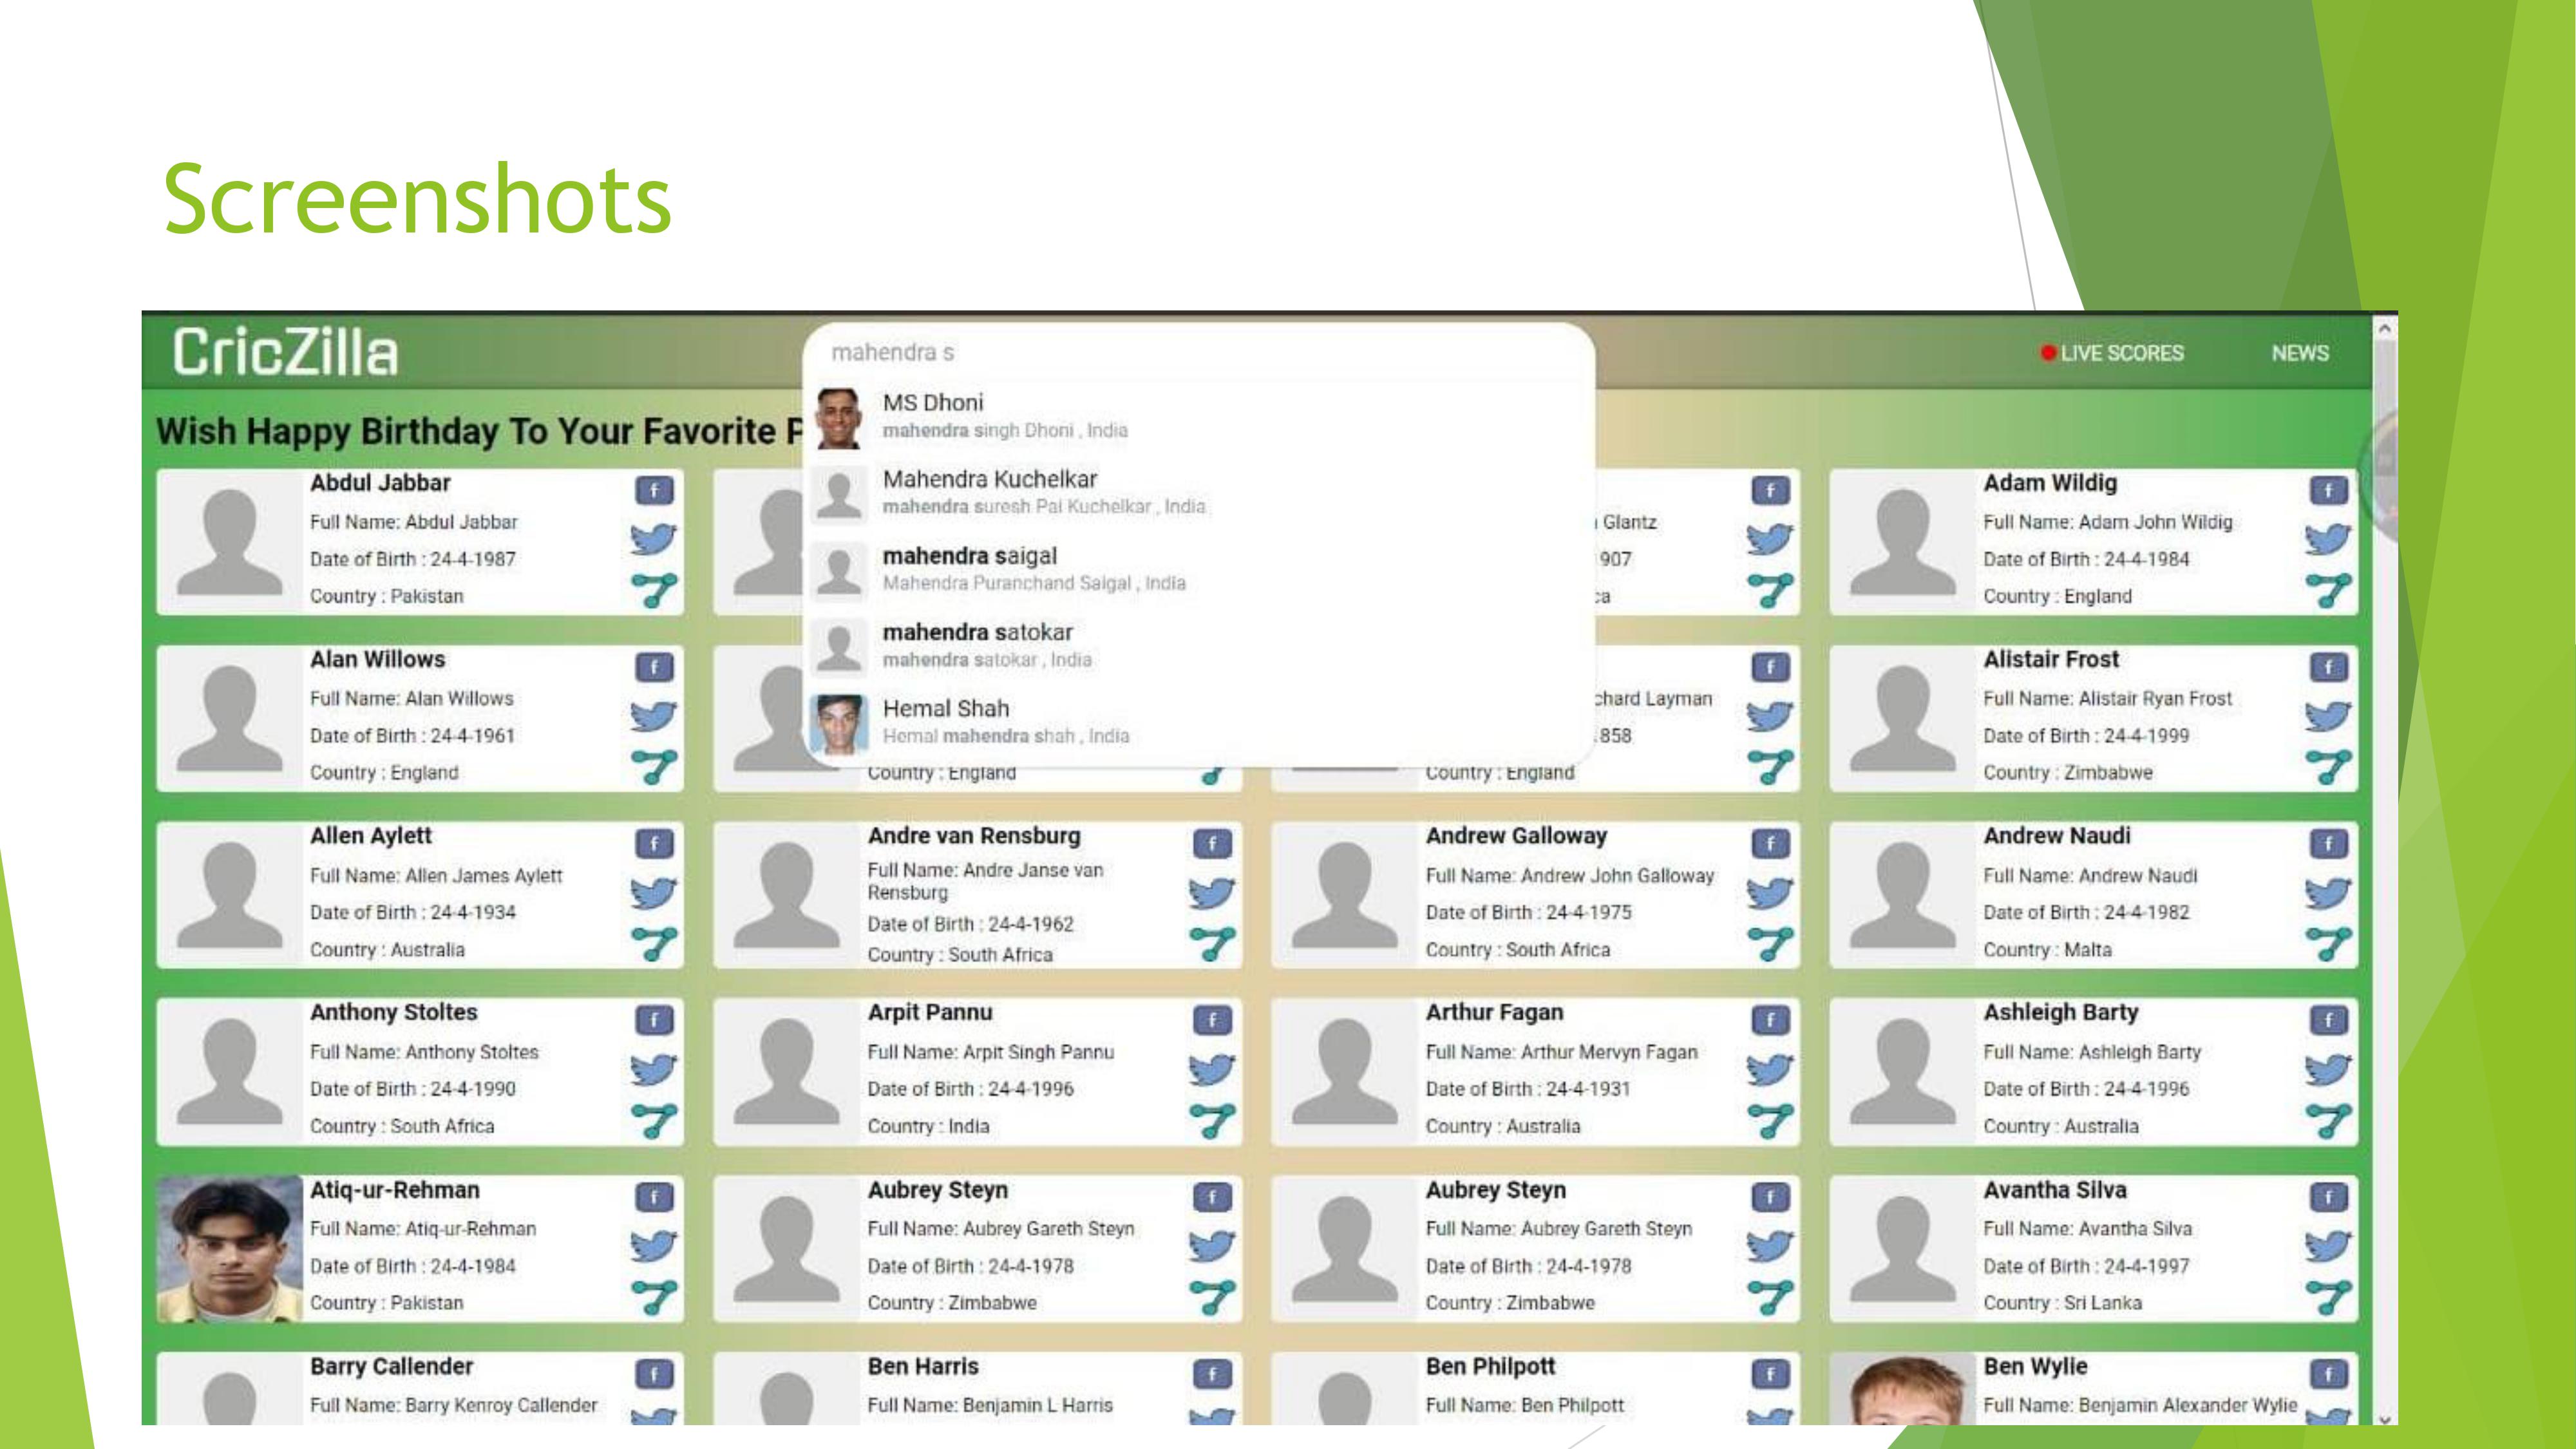 Screenshots
CricZilla
mahendra s
LIVE SCORES
NEWS
MS Dhoni
mahendra singh Dhoni , India
Mahendra Kuchelkar
mahendra suresh Pai Kuchelkar , India
mahendra saigal
Mahendra Puranchand Saigal , India
mahendra satokar
mahendra satokar , India
Hemal Shah
Hemal mahendra shah , India
Wish Happy Birthday To Your Favorite
Abdul Jabbar
Full Name: Abdul Jabbar
Date of Birth : 24-4-1987
Country : Pakistan
Glantz
907
Adam Wildig
Full Name: Adam John Wildig
Date of Birth : 24-4-1984
Country : England
Alan Willows
Full Name: Alan Willows
Date of Birth : 24-4-1961
Country : England
Country : England
chard Layman
858
Country : England
Alistair Frost
Full Name: Alistair Ryan Frost
Date of Birth : 24-4-1999
Country : Zimbabwe
Allen Aylett
Full Name: Allen James Aylett
Date of Birth : 24-4-1934
Country : Australia
Andre van Rensburg
Full Name: Andre Janse van
Rensburg
Date of Birth : 24-4-1962
Country : South Africa
Andrew Galloway
Full Name: Andrew John Galloway
Date of Birth : 24-4-1975
Country : South Africa
Andrew Naudi
Full Name: Andrew Naudi
Date of Birth : 24-4-1982
Country : Malta
Anthony Stoltes
Full Name: Anthony Stoltes
Date of Birth : 24-4-1990
Country : South Africa
Arpit Pannu
Full Name: Arpit Singh Pannu
Date of Birth : 24-4-1996
Country : India
Arthur Fagan
Full Name: Arthur Mervyn Fagan
Date of Birth : 24-4-1931
Country : Australia
Ashleigh Barty
Full Name: Ashleigh Barty
Date of Birth : 24-4-1996
Country : Australia
Atiq-ur-Rehman
Full Name: Atiq-ur-Rehman
Date of Birth : 24-4-1984
Country : Pakistan
Aubrey Steyn
Full Name: Aubrey Gareth Steyn
Date of Birth : 24-4-1978
Country : Zimbabwe
Aubrey Steyn
Full Name: Aubrey Gareth Steyn
Date of Birth : 24-4-1978
Country : Zimbabwe
Avantha Silva
Full Name: Avantha Silva
Date of Birth : 24-4-1997
Country : Sri Lanka
Barry Callender
Full Name: Barry Kenroy Callender
Ben Harris
Full Name: Benjamin L Harris
Ben Philpott
Full Name: Ben Philpott
Ben Wylie
Full Name: Benjamin Alexander Wylie